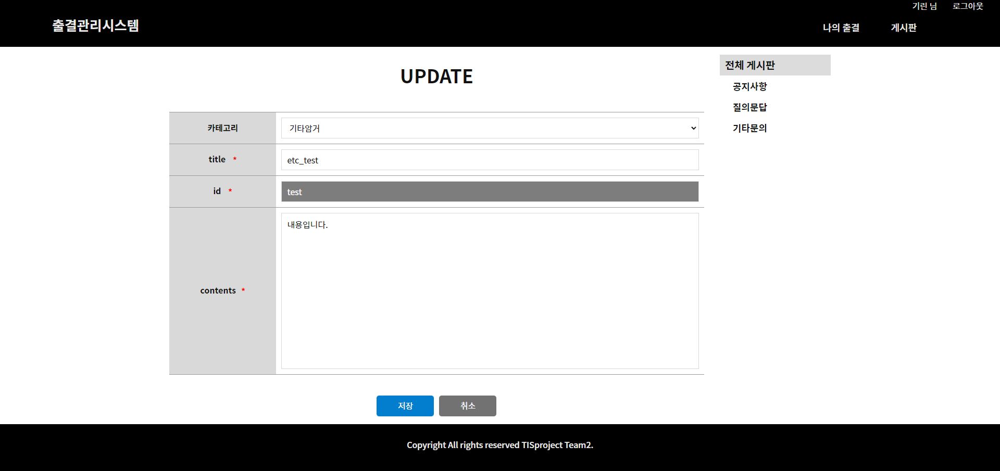 기린 님 로그아웃
출결관리시스템
나의 출결 게시판
UPDATE
카테고리 기타암거
title * etc_test
id * test
contents * 내용입니다.
저장 취소
전체 게시판
공지사항
질의문답
기타문의
Copyright All rights reserved TISproject Team2.